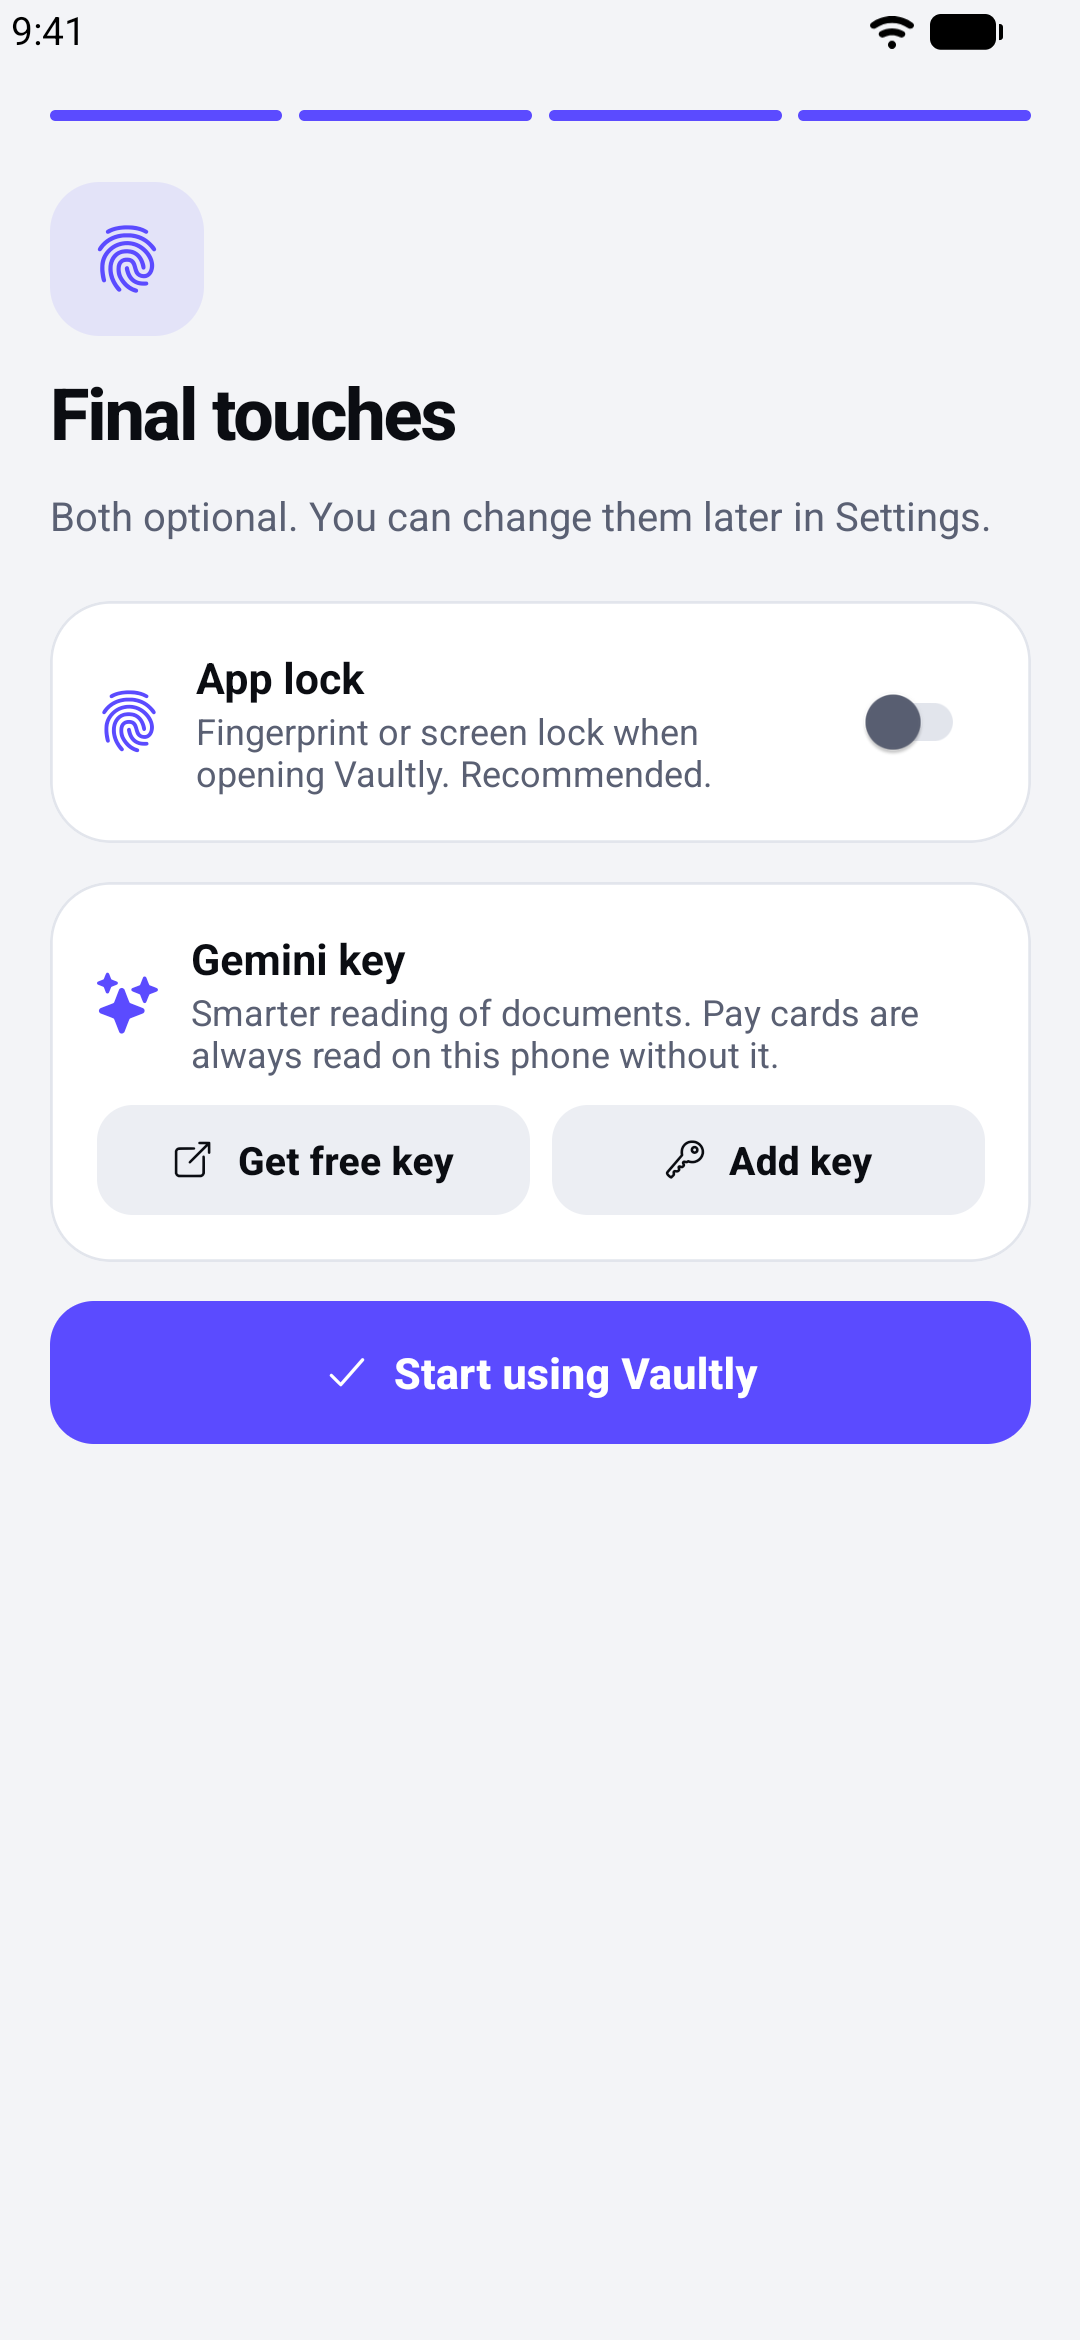 9:41
Final touches
Both optional. You can change them later in Settings.
App lock
Fingerprint or screen lock when
opening Vaultly. Recommended.
Gemini key
Smarter reading of documents. Pay cards are
always read on this phone without it.
Get free key
Add key
Start using Vaultly